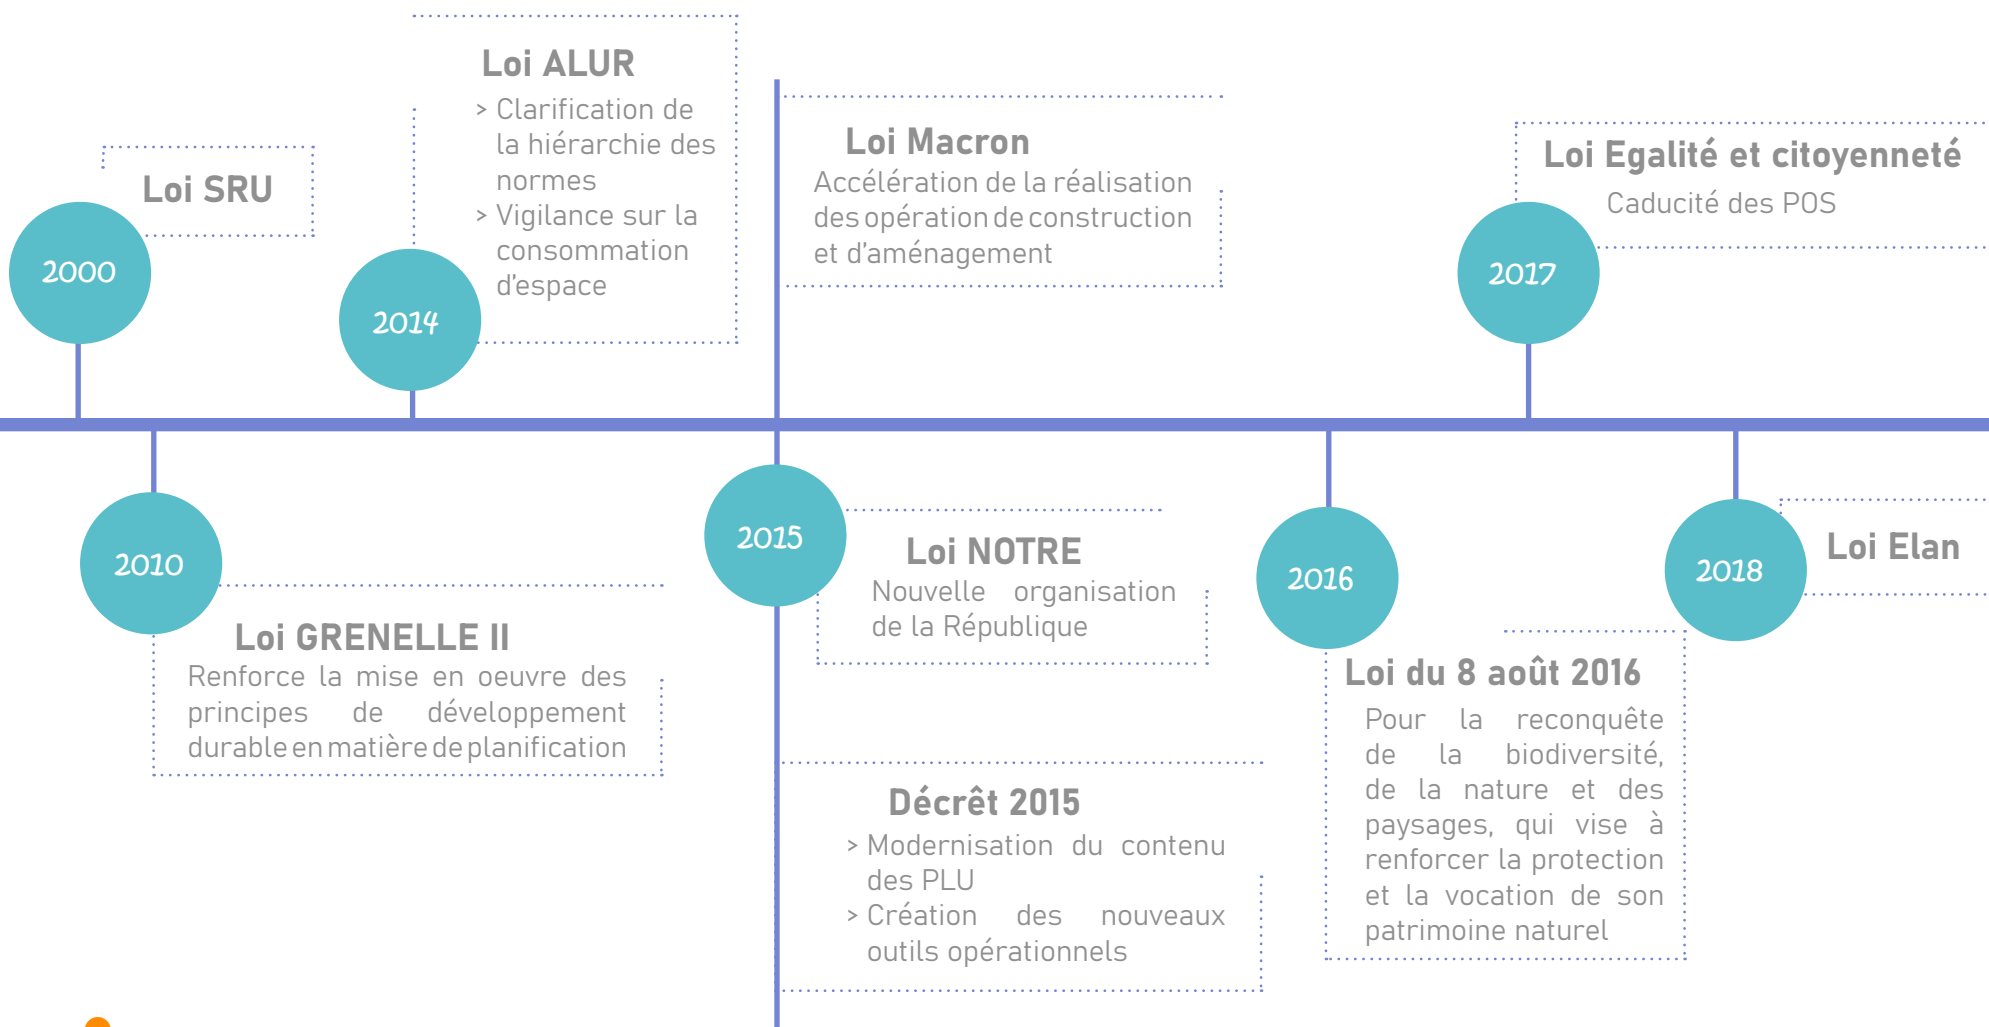 2000
Loi SRU
2010
Loi GRENELLE II
Renforce la mise en oeuvre des
principes de développement
durable en matière de planification
2014
Loi ALUR
> Clarification de
la hiérarchie des
normes
> Vigilance sur la
consommation
d'espace
2015
Loi Macron
Accélération de la réalisation
des opération de construction
et d'aménagement
Loi NOTRE
Nouvelle organisation
de la République
Décrêt 2015
> Modernisation du contenu
des PLU
> Création des nouveaux
outils opérationnels
2016
Loi du 8 août 2016
Pour la reconquête
de la biodiversité,
de la nature et des
paysages, qui vise à
renforcer la protection
et la vocation de son
patrimoine naturel
2017
Loi Egalité et citoyenneté
Caducité des POS
2018
Loi Elan